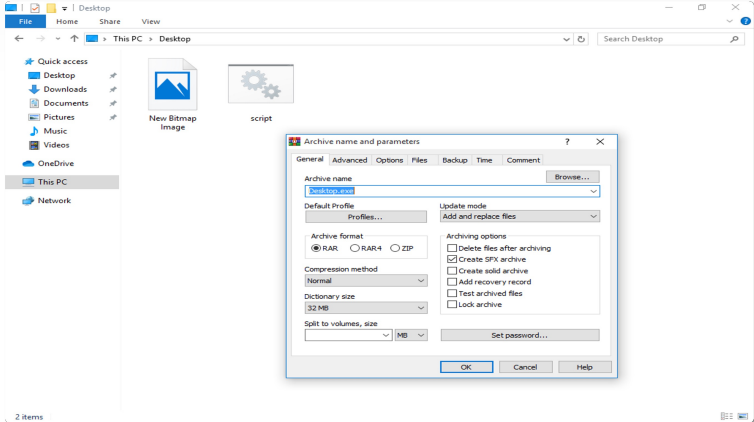 Desktop
File Home Share View
This PC > Desktop
Search Desktop
Quick access
Desktop
Downloads
Documents
Pictures
Music
Videos
OneDrive
This PC
Network
New Bitmap
Image
script
Archive name and parameters
General Advanced Options Files Backup Time Comment
Archive name
Browse...
Desktop.exe
Default Profile
Profiles...
Update mode
Add and replace files
Archive format
RAR RAR4 ZIP
Compression method
Normal
Dictionary size
32 MB
Split to volumes, size
MB
Archiving options
Delete files after archiving
Create SFX archive
Create solid archive
Add recovery record
Test archived files
Lock archive
Set password...
OK Cancel Help
2 items